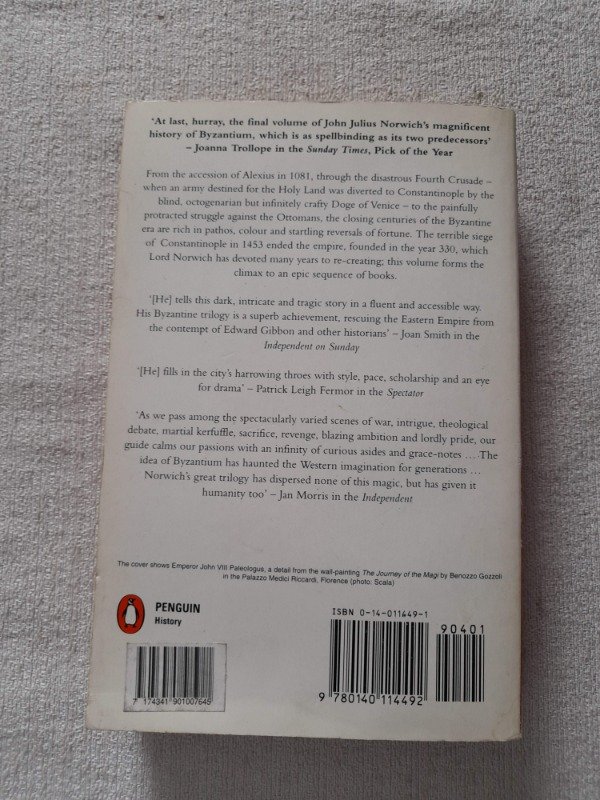 ‘At last, hurray, the final volume of John Julius Norwich’s magnificent
history of Byzantium, which is as spellbinding as its two predecessors’
– Joanna Trollope in the Sunday Times, Pick of the Year
From the accession of Alexius in 1081, through the disastrous Fourth Crusade –
when an army destined for the Holy Land was diverted to Constantinople by the
blind, octogenarian but infinitely crafty Doge of Venice – to the painfully
protracted struggle against the Ottomans, the closing centuries of the Byzantine
era are rich in pathos, colour and startling reversals of fortune. The terrible siege
of Constantinople in 1453 ended the empire, founded in the year 330, which
Lord Norwich has devoted many years to re-creating; this volume forms the
climax to an epic sequence of books.
‘[He] tells this dark, intricate and tragic story in a fluent and accessible way.
His Byzantine trilogy is a superb achievement, rescuing the Eastern Empire from
the contempt of Edward Gibbon and other historians’ – Joan Smith in the
Independent on Sunday
‘[He] fills in the city’s harrowing throes with style, pace, scholarship and an eye
for drama’ – Patrick Leigh Fermor in the Spectator
‘As we pass among the spectacularly varied scenes of war, intrigue, theological
debate, martial kerfuffle, sacrifice, revenge, blazing ambition and lordly pride, our
guide calms our passions with an infinity of curious asides and grace-notes ....The
idea of Byzantium has haunted the Western imagination for generations ...
Norwich’s great trilogy has dispersed none of this magic, but has given it
humanity too’ – Jan Morris in the Independent
The cover shows Emperor John VIII Paleologus, a detail from the wall-painting The Journey of the Magi by Benozzo Gozzoli
in the Palazzo Medici Riccardi, Florence (photo: Scala)
PENGUIN
History
ISBN 0-14-011449-1
90401
9 780140 114492
7 174341 901007645